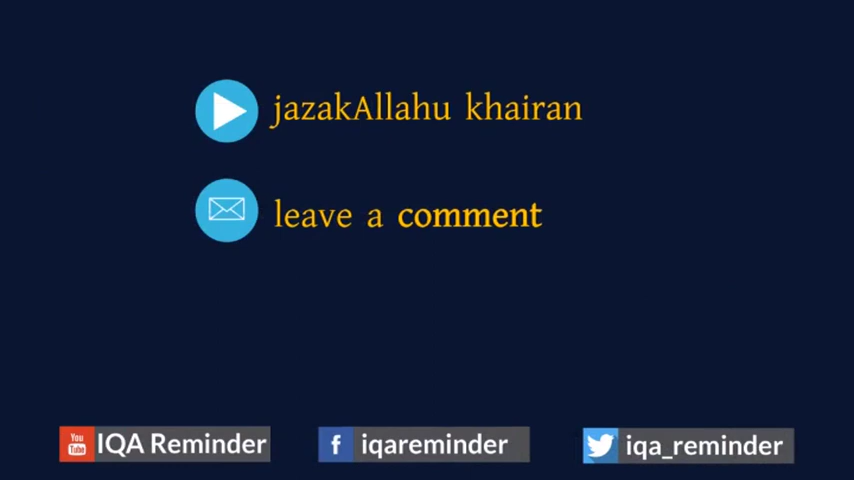 jazakAllahu khairan
leave a comment
You Tube IQA Reminder
f iqareminder
iqa_reminder